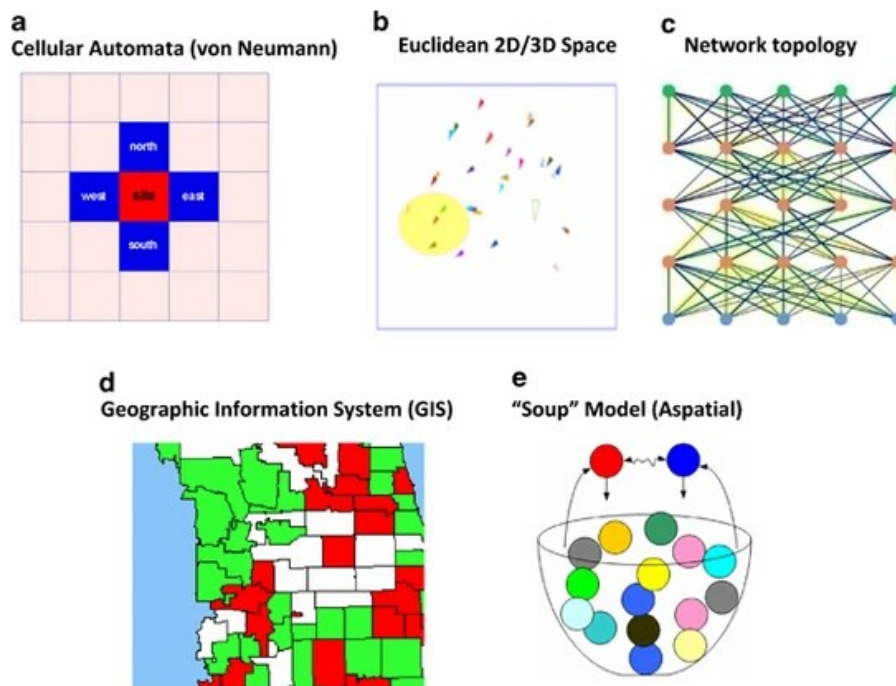 a
Cellular Automata (von Neumann)
north
west
site
east
south
b
Euclidean 2D/3D Space
c
Network topology
d
Geographic Information System (GIS)
e
“Soup” Model (Aspatial)